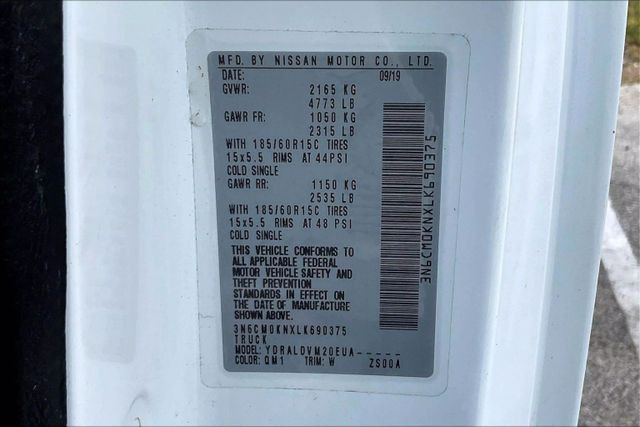 MFD. BY NISSAN MOTOR CO., LTD.
DATE: 09/19
GVWR: 2165 KG
4773 LB
GAWR FR: 1050 KG
2315 LB
WITH 185/60R15C TIRES
15x5.5 RIMS AT 44PSI
COLD SINGLE
GAWR RR: 1150 KG
2535 LB
WITH 185/60R15C TIRES
15x5.5 RIMS AT 48 PSI
COLD SINGLE
THIS VEHICLE CONFORMS TO
ALL APPLICABLE FEDERAL
MOTOR VEHICLE SAFETY AND
THEFT PREVENTION
STANDARDS IN EFFECT ON
THE DATE OF MANUFACTURE
SHOWN ABOVE.
3N6CM0KNXLK690375
TRUCK
MODEL: YDRALDVM20EUA-----
COLOR: QM1 TRIM: W ZS00A
3N6CM0KNXLK690375